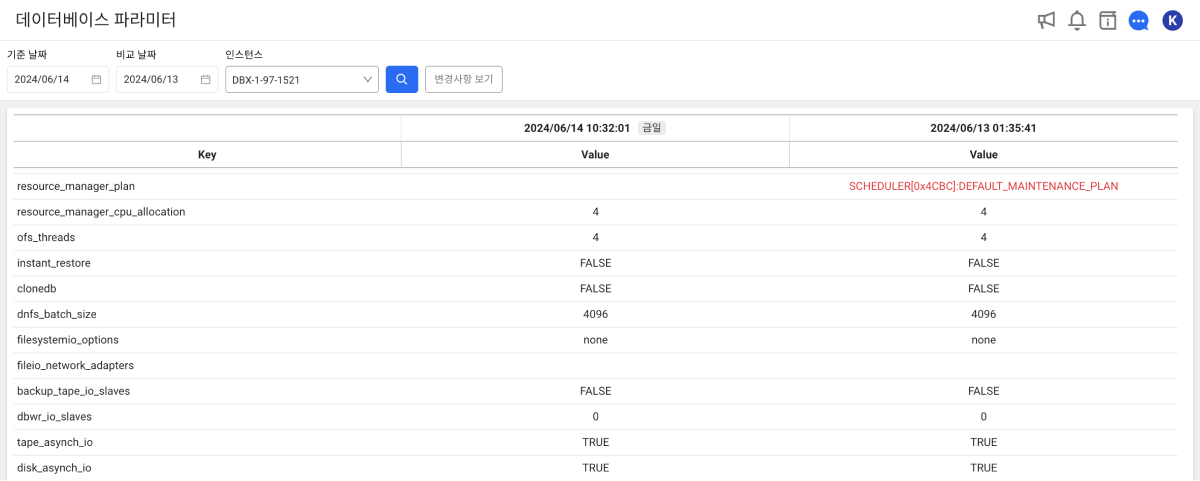 데이터베이스 파라미터
K
기준 날짜 비교 날짜 인스턴스
2024/06/14 2024/06/13 DBX-1-97-1521 변경사항 보기
2024/06/14 10:32:01 금일 2024/06/13 01:35:41
Key Value Value
resource_manager_plan SCHEDULER[0x4CBC]:DEFAULT_MAINTENANCE_PLAN
resource_manager_cpu_allocation 4 4
ofs_threads 4 4
instant_restore FALSE FALSE
clonedb FALSE FALSE
dnfs_batch_size 4096 4096
filesystemio_options none none
fileio_network_adapters
backup_tape_io_slaves FALSE FALSE
dbwr_io_slaves 0 0
tape_asynch_io TRUE TRUE
disk_asynch_io TRUE TRUE